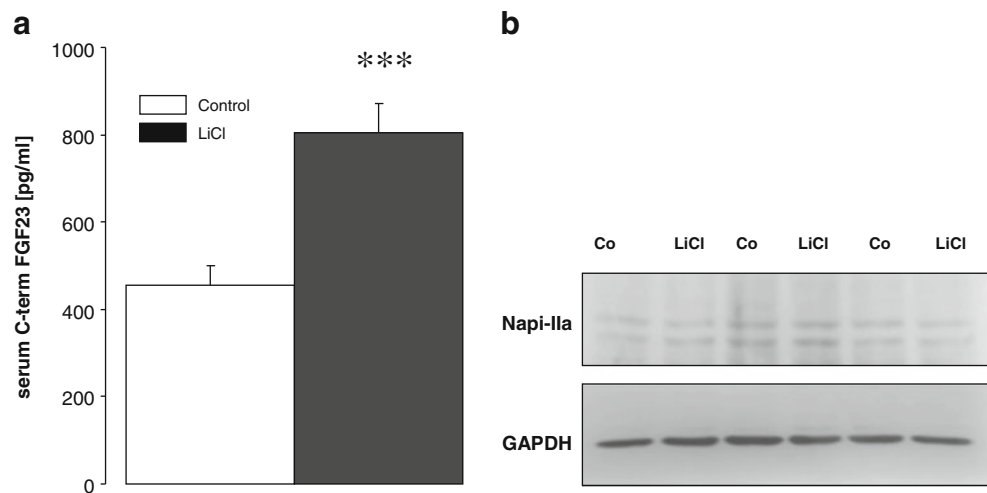 a
1000
800
600
400
200
0
serum C-term FGF23 [pg/ml]
Control
LiCl
***
b
Co LiCl Co LiCl Co LiCl
Napi-IIa
GAPDH